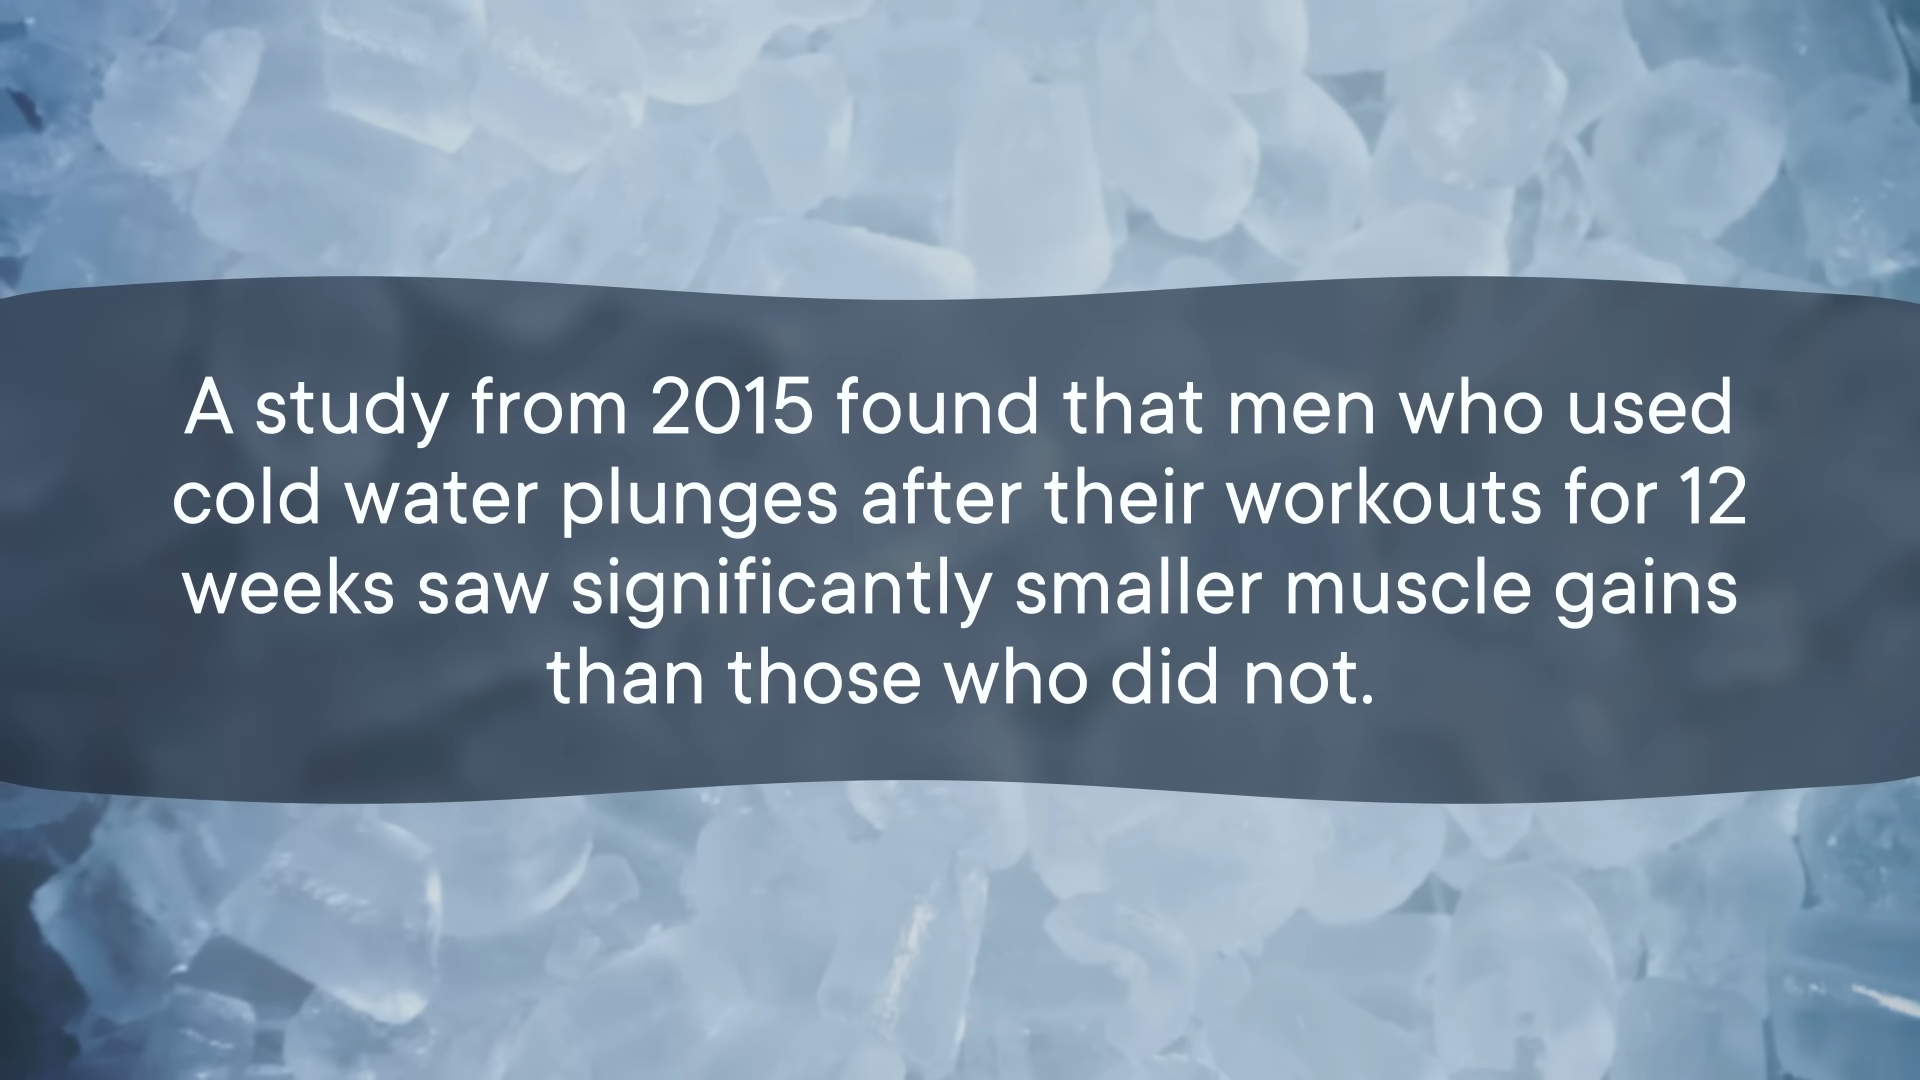 A study from 2015 found that men who used
cold water plunges after their workouts for 12
weeks saw significantly smaller muscle gains
than those who did not.